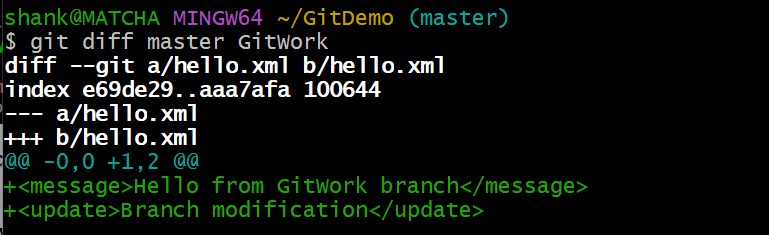 shank@MATCHA MINGW64 ~/GitDemo (master)
$ git diff master GitWork
diff --git a/hello.xml b/hello.xml
index e69de29..aaa7afa 100644
--- a/hello.xml
+++ b/hello.xml
@@ -0,0 +1,2 @@
+<message>Hello from GitWork branch</message>
+<update>Branch modification</update>